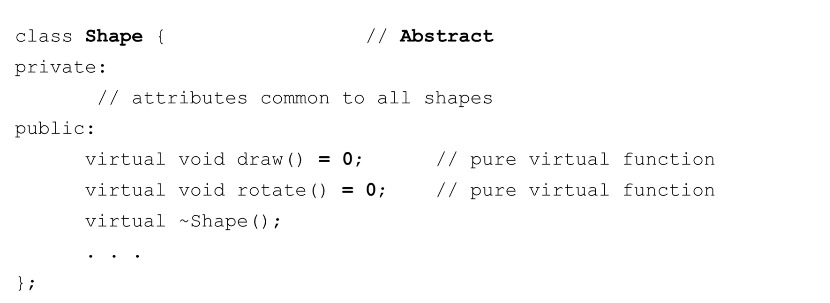 class Shape { // Abstract
private:
// attributes common to all shapes
public:
virtual void draw() = 0; // pure virtual function
virtual void rotate() = 0; // pure virtual function
virtual ~Shape();
. . .
};